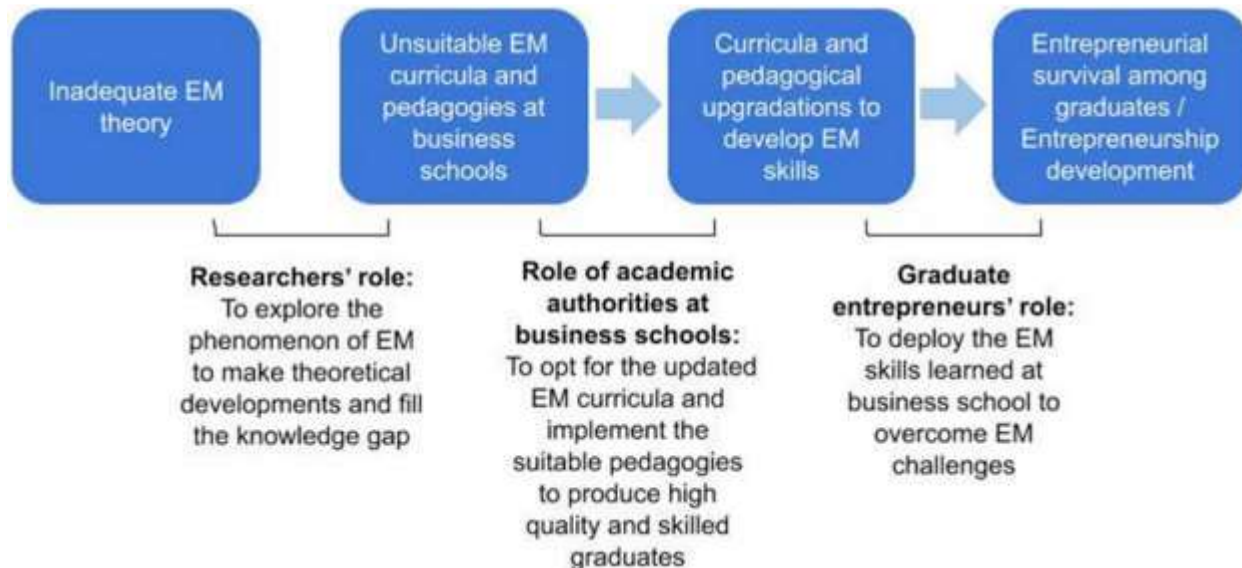 Inadequate EM
theory
Unsuitable EM
curricula and
pedagogies at
business
schools
Curricula and
pedagogical
upgradations to
develop EM
skills
Entrepreneurial
survival among
graduates /
Entrepreneurship
development
Researchers' role:
To explore the
phenomenon of EM
to make theoretical
developments and fill
the knowledge gap
Role of academic
authorities at
business schools:
To opt for the updated
EM curricula and
implement the
suitable pedagogies
to produce high
quality and skilled
graduates
Graduate
entrepreneurs' role:
To deploy the EM
skills learned at
business school to
overcome EM
challenges